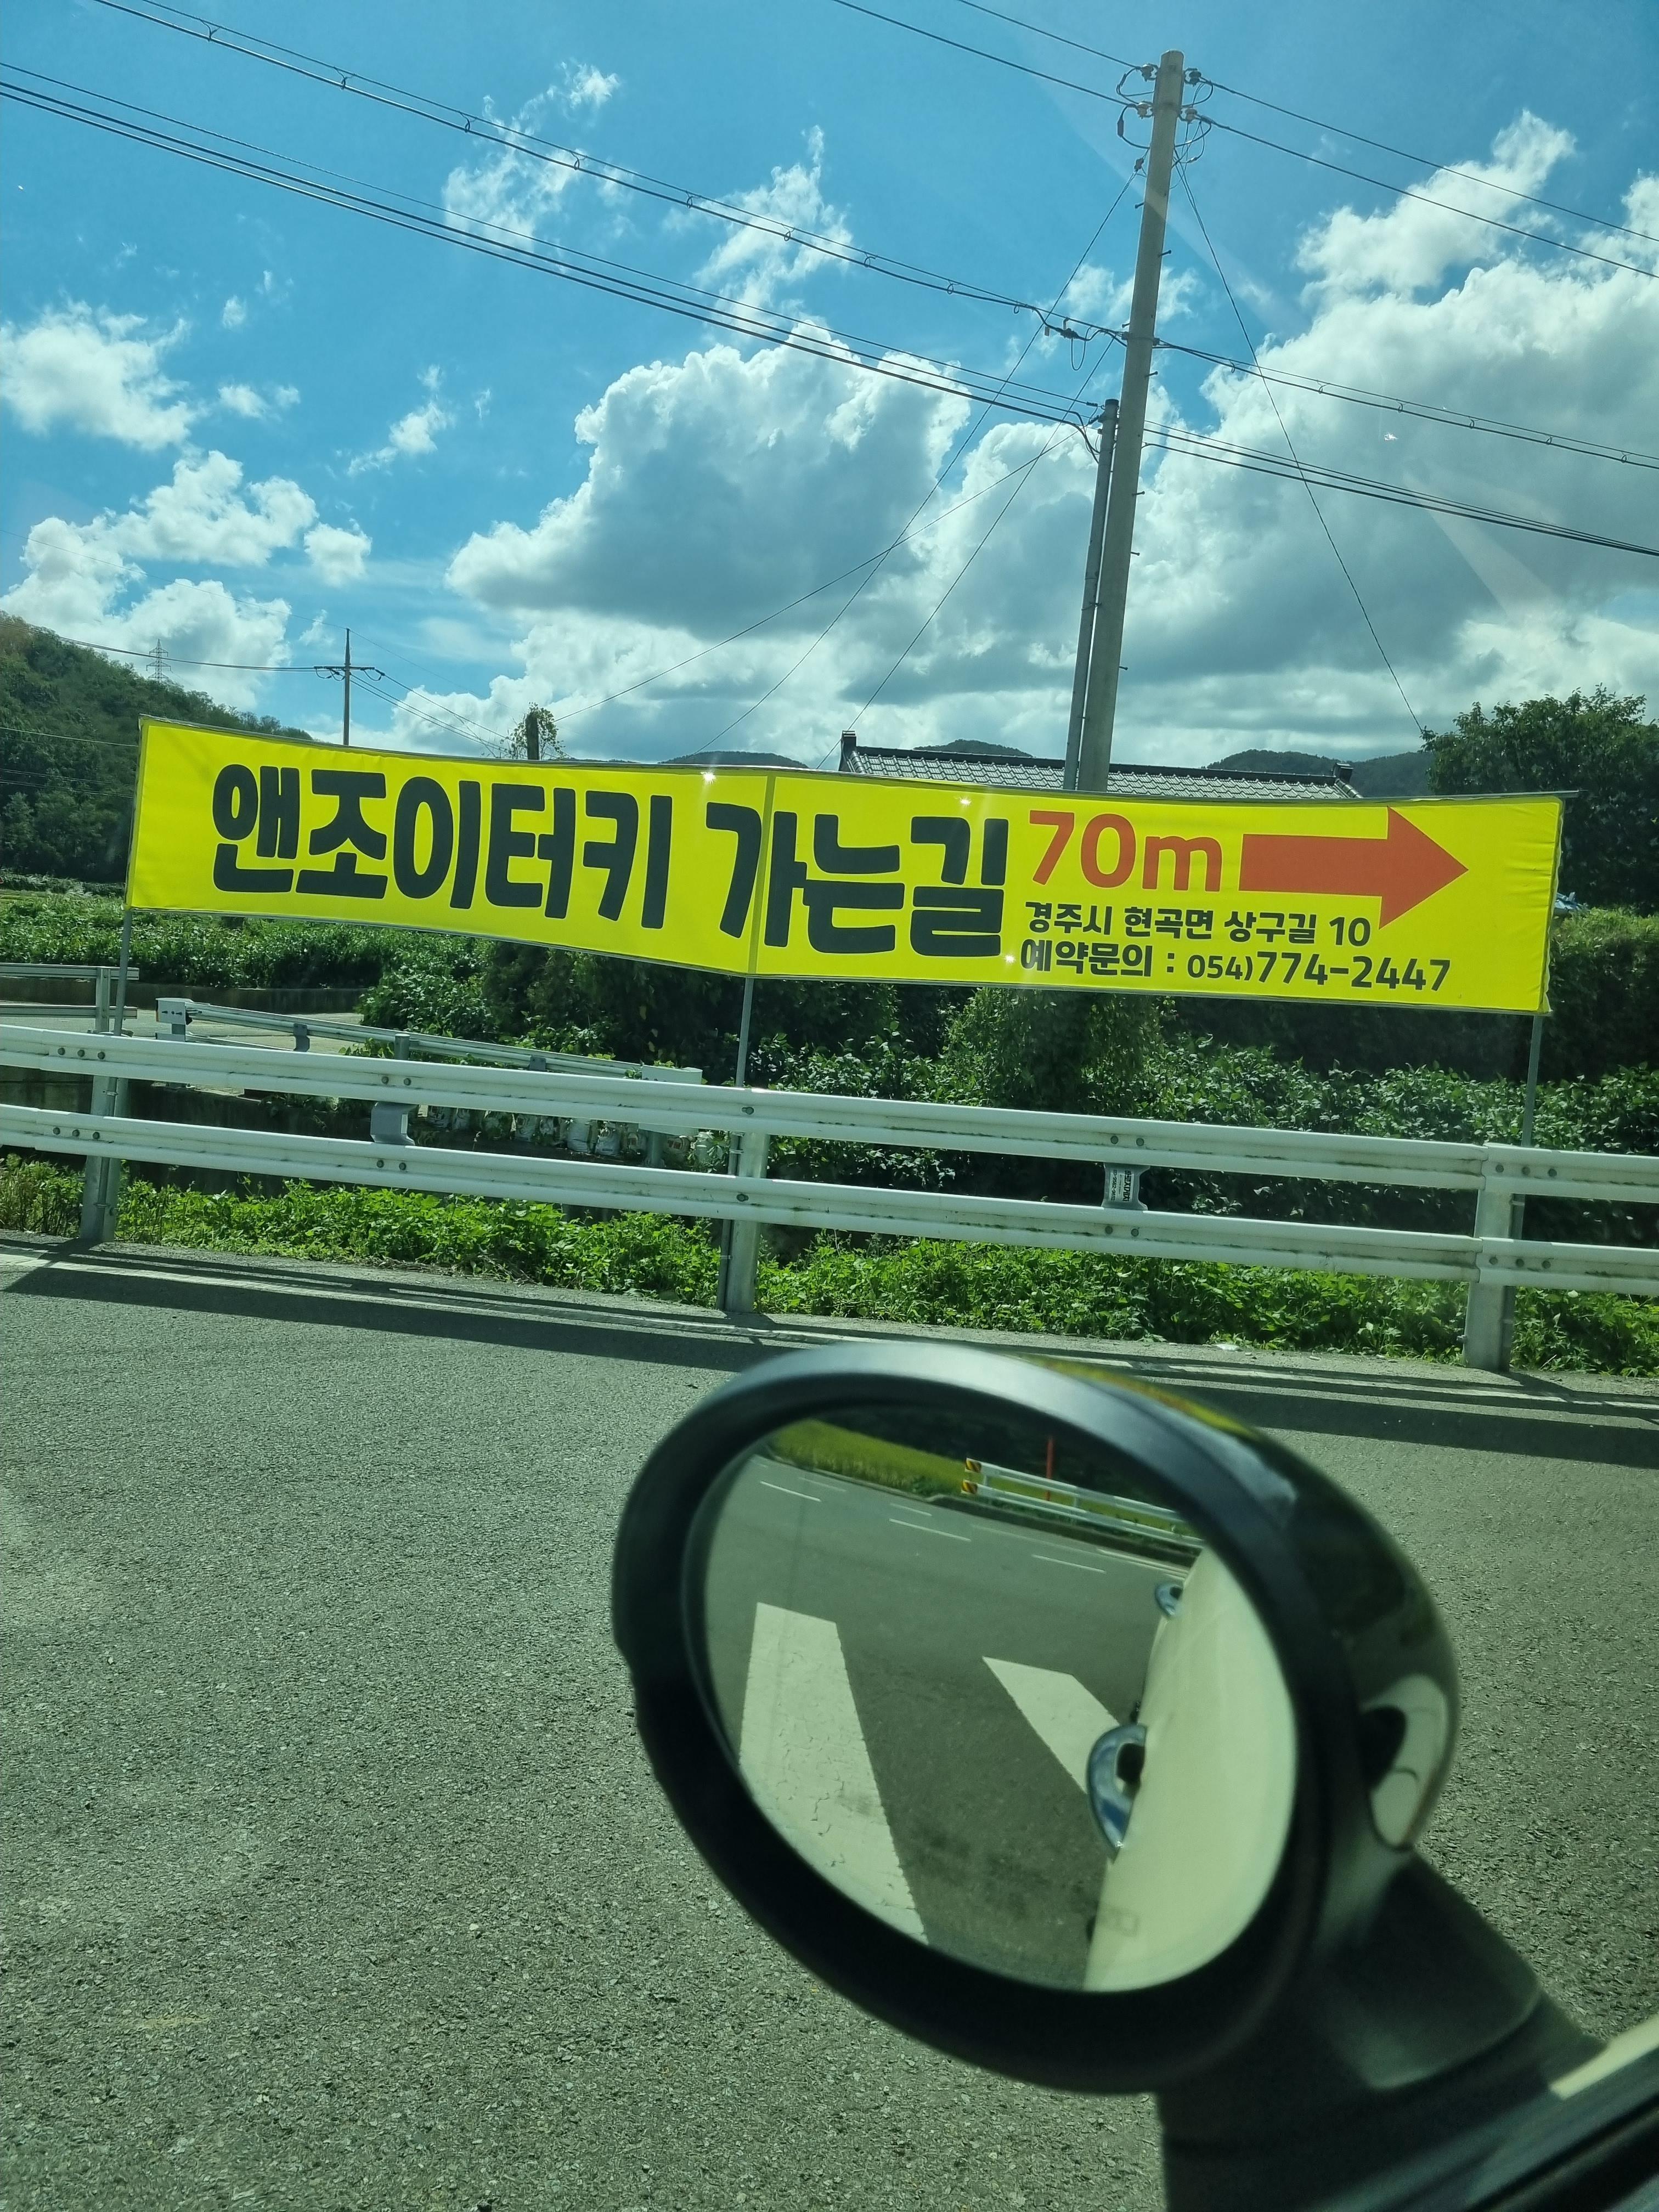 앤조이터키 가는길
70m
경주시 현곡면 상구길 10
예약문의 : 054)774-2447